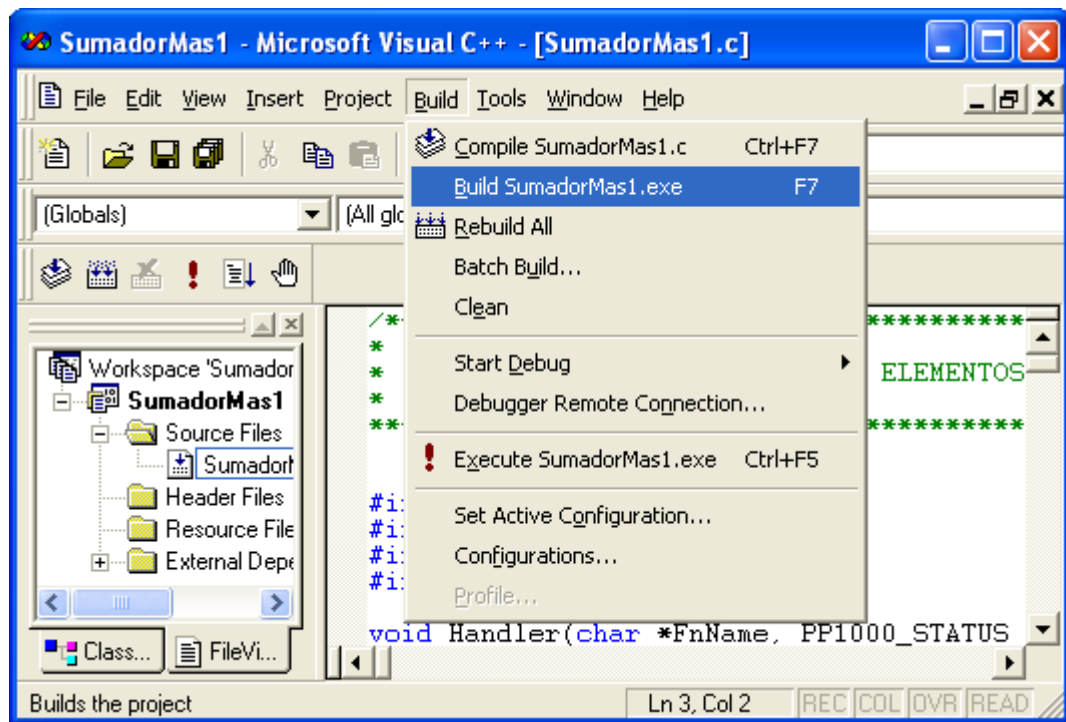 SumadorMas1 - Microsoft Visual C++ - [SumadorMas1.c]
File Edit View Insert Project Build Tools Window Help
Compile SumadorMas1.c Ctrl+F7
Build SumadorMas1.exe F7
(Globals) (All glo
Rebuild All
Batch Build...
Clean
/* **********
*
Workspace 'Sumador
* Start Debug ELEMENTOS
SumadorMas1
* Debugger Remote Connection...
** **********
Source Files
Execute SumadorMas1.exe Ctrl+F5
Sumador
Header Files
#i
Set Active Configuration...
Resource File
#i
#i
External Depe
Configurations...
#i
Profile...
void Handler(char *FnName, PP1000_STATUS
Class... FileVi...
Builds the project Ln 3, Col 2 REC COL OVR READ